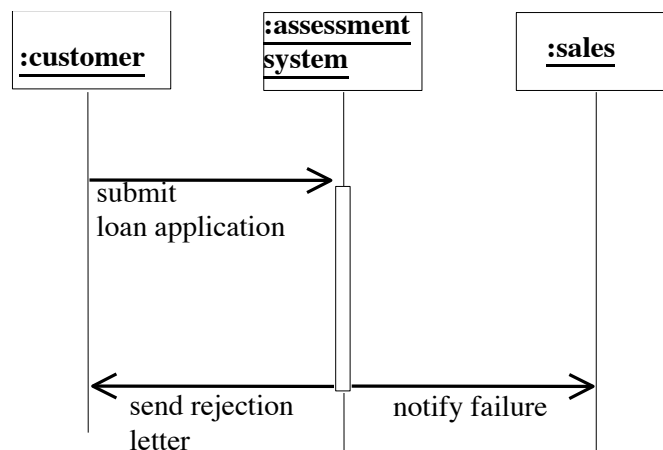 :customer
:assessment
system
:sales
submit
loan application
send rejection
letter
notify failure